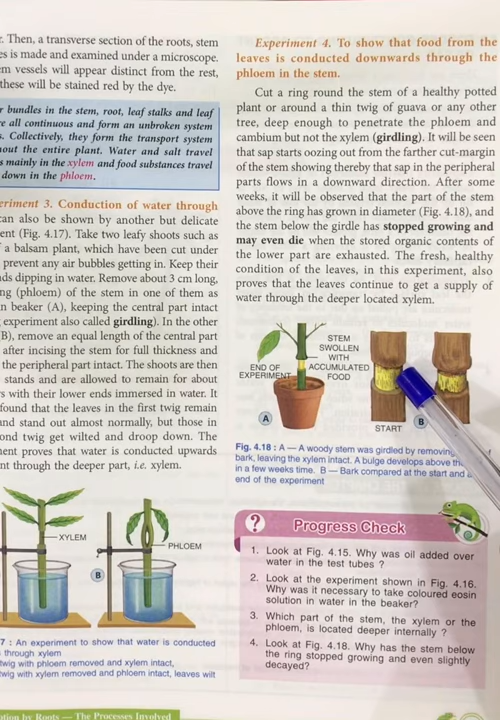 Then, a transverse section of the roots, stem
is made and examined under a microscope.
vessels will appear distinct from the rest,
these will be stained red by the dye.
bundles in the stem, root, leaf stalks and leaf
all continuous and form an unbroken system
Collectively, they form the transport system
the entire plant. Water and salt travel
mainly in the xylem and food substances travel
down in the phloem.
3. Conduction of water through
can also be shown by another but delicate
(Fig. 4.17). Take two leafy shoots such as
a balsam plant, which have been cut under
prevent any air bubbles getting in. Keep their
dipping in water. Remove about 3 cm long,
(phloem) of the stem in one of them as
beaker (A), keeping the central part intact
experiment also called girdling). In the other
B), remove an equal length of the central part
after incising the stem for full thickness and
the peripheral part intact. The shoots are then
stands and are allowed to remain for about
with their lower ends immersed in water. It
found that the leaves in the first twig remain
and stand out almost normally, but those in
twig get wilted and droop down. The
proves that water is conducted upwards
through the deeper part, i.e. xylem.
XYLEM
PHLOEM
B
7 : An experiment to show that water is conducted
through xylem
twig with phloem removed and xylem intact,
twig with xylem removed and phloem intact, leaves wilt
by Roots — The Processes Involved
Experiment 4. To show that food from the
leaves is conducted downwards through the
phloem in the stem.
Cut a ring round the stem of a healthy potted
plant or around a thin twig of guava or any other
tree, deep enough to penetrate the phloem and
cambium but not the xylem (girdling). It will be seen
that sap starts oozing out from the farther cut-margin
of the stem showing thereby that sap in the peripheral
parts flows in a downward direction. After some
weeks, it will be observed that the part of the stem
above the ring has grown in diameter (Fig. 4.18), and
the stem below the girdle has stopped growing and
may even die when the stored organic contents of
the lower part are exhausted. The fresh, healthy
condition of the leaves, in this experiment, also
proves that the leaves continue to get a supply of
water through the deeper located xylem.
STEM
SWOLLEN
WITH
ACCUMULATED
FOOD
END OF
EXPERIMENT
A
START
B
Fig. 4.18 : A — A woody stem was girdled by removing
bark, leaving the xylem intact. A bulge develops above
in a few weeks time. B — Bark compared at the start and
end of the experiment
? Progress Check
1. Look at Fig. 4.15. Why was oil added over
water in the test tubes ?
2. Look at the experiment shown in Fig. 4.16.
Why was it necessary to take coloured eosin
solution in water in the beaker?
3. Which part of the stem, the xylem or the
phloem, is located deeper internally ?
4. Look at Fig. 4.18. Why has the stem below
the ring stopped growing and even slightly
decayed?